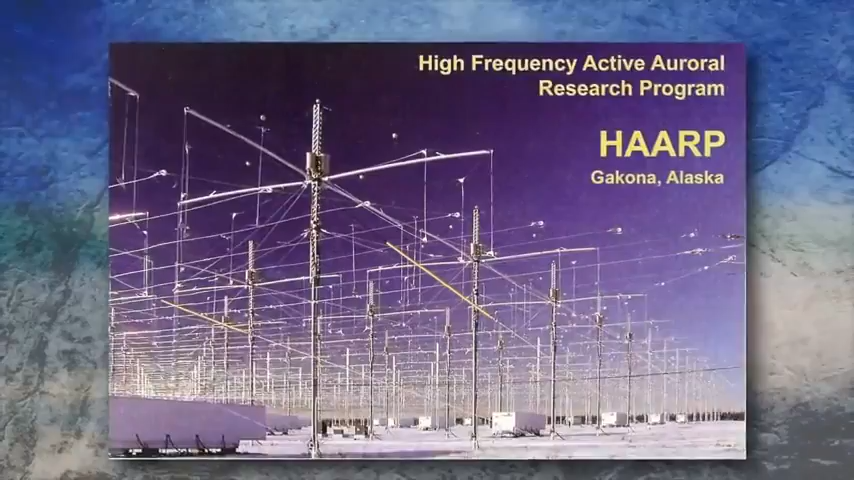 High Frequency Active Auroral
Research Program
HAARP
Gakona, Alaska